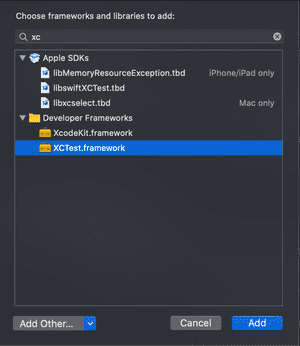 Choose frameworks and libraries to add:
xc
Apple SDKs
libMemoryResourceException.tbd iPhone/iPad only
libswiftXCTest.tbd
libxcselect.tbd Mac only
Developer Frameworks
XcodeKit.framework
XCTest.framework
Add Other... Cancel Add